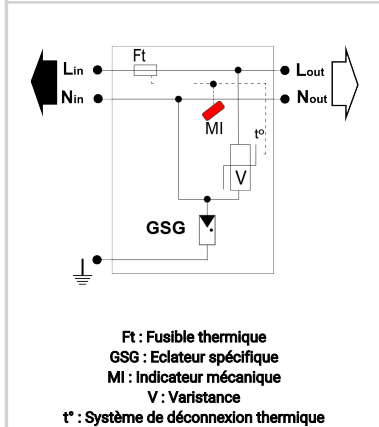 Ft
Lin
Lout
Nin
Nout
MI
t°
V
GSG
Ft : Fusible thermique
GSG : Eclateur spécifique
MI : Indicateur mécanique
V : Varistance
t° : Système de déconnexion thermique